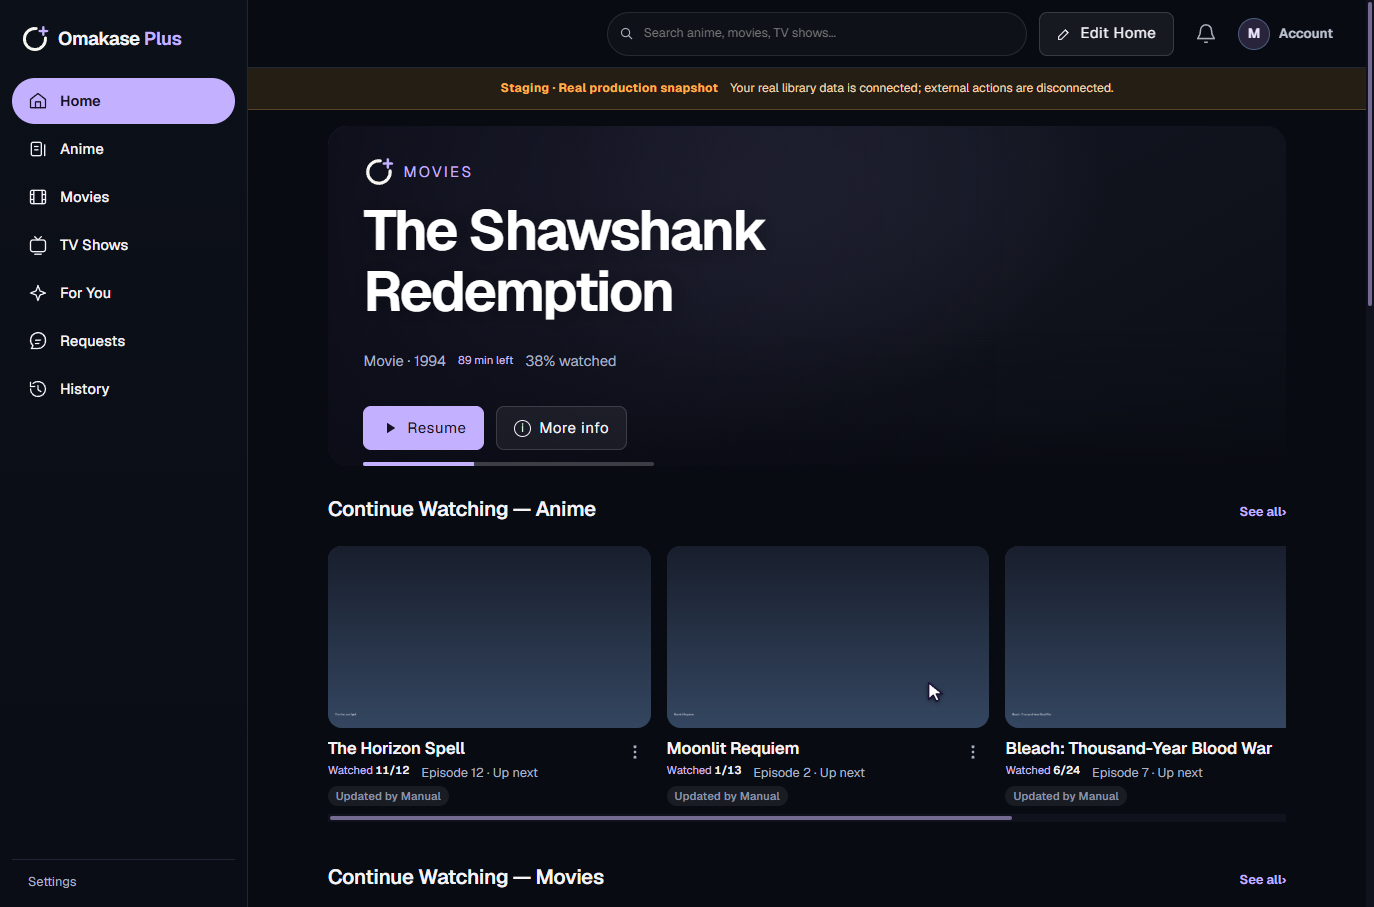 Omakase Plus
Search anime, movies, TV shows...
Edit Home
M
Account
Home
Anime
Movies
TV Shows
For You
Requests
History
Settings
Staging · Real production snapshot Your real library data is connected; external actions are disconnected.
MOVIES
The Shawshank
Redemption
Movie · 1994 89 min left 38% watched
Resume
More info
Continue Watching — Anime
See all›
The Horizon Spell
Watched 11/12 Episode 12 · Up next
Updated by Manual
Moonlit Requiem
Watched 1/13 Episode 2 · Up next
Updated by Manual
Bleach: Thousand-Year Blood War
Watched 6/24 Episode 7 · Up next
Updated by Manual
Continue Watching — Movies
See all›